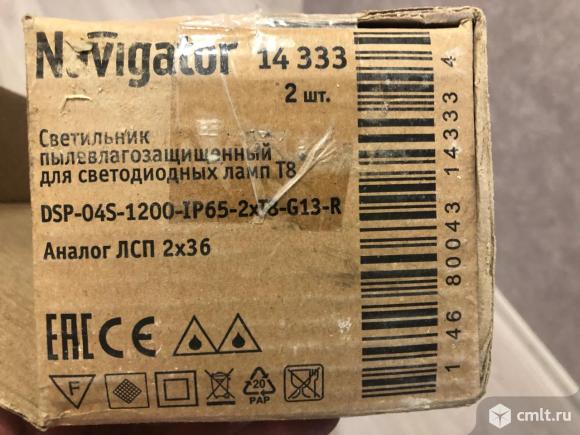 Navigator 14 333
2 шт.
Светильник
пылевлагозащищенный
для светодиодных ламп Т8
DSP-04S-1200-IP65-2xT8-G13-R
Аналог ЛСП 2х36
EAC CE
F
20
PAP
1 46 80043 14333 4
cmlt.ru